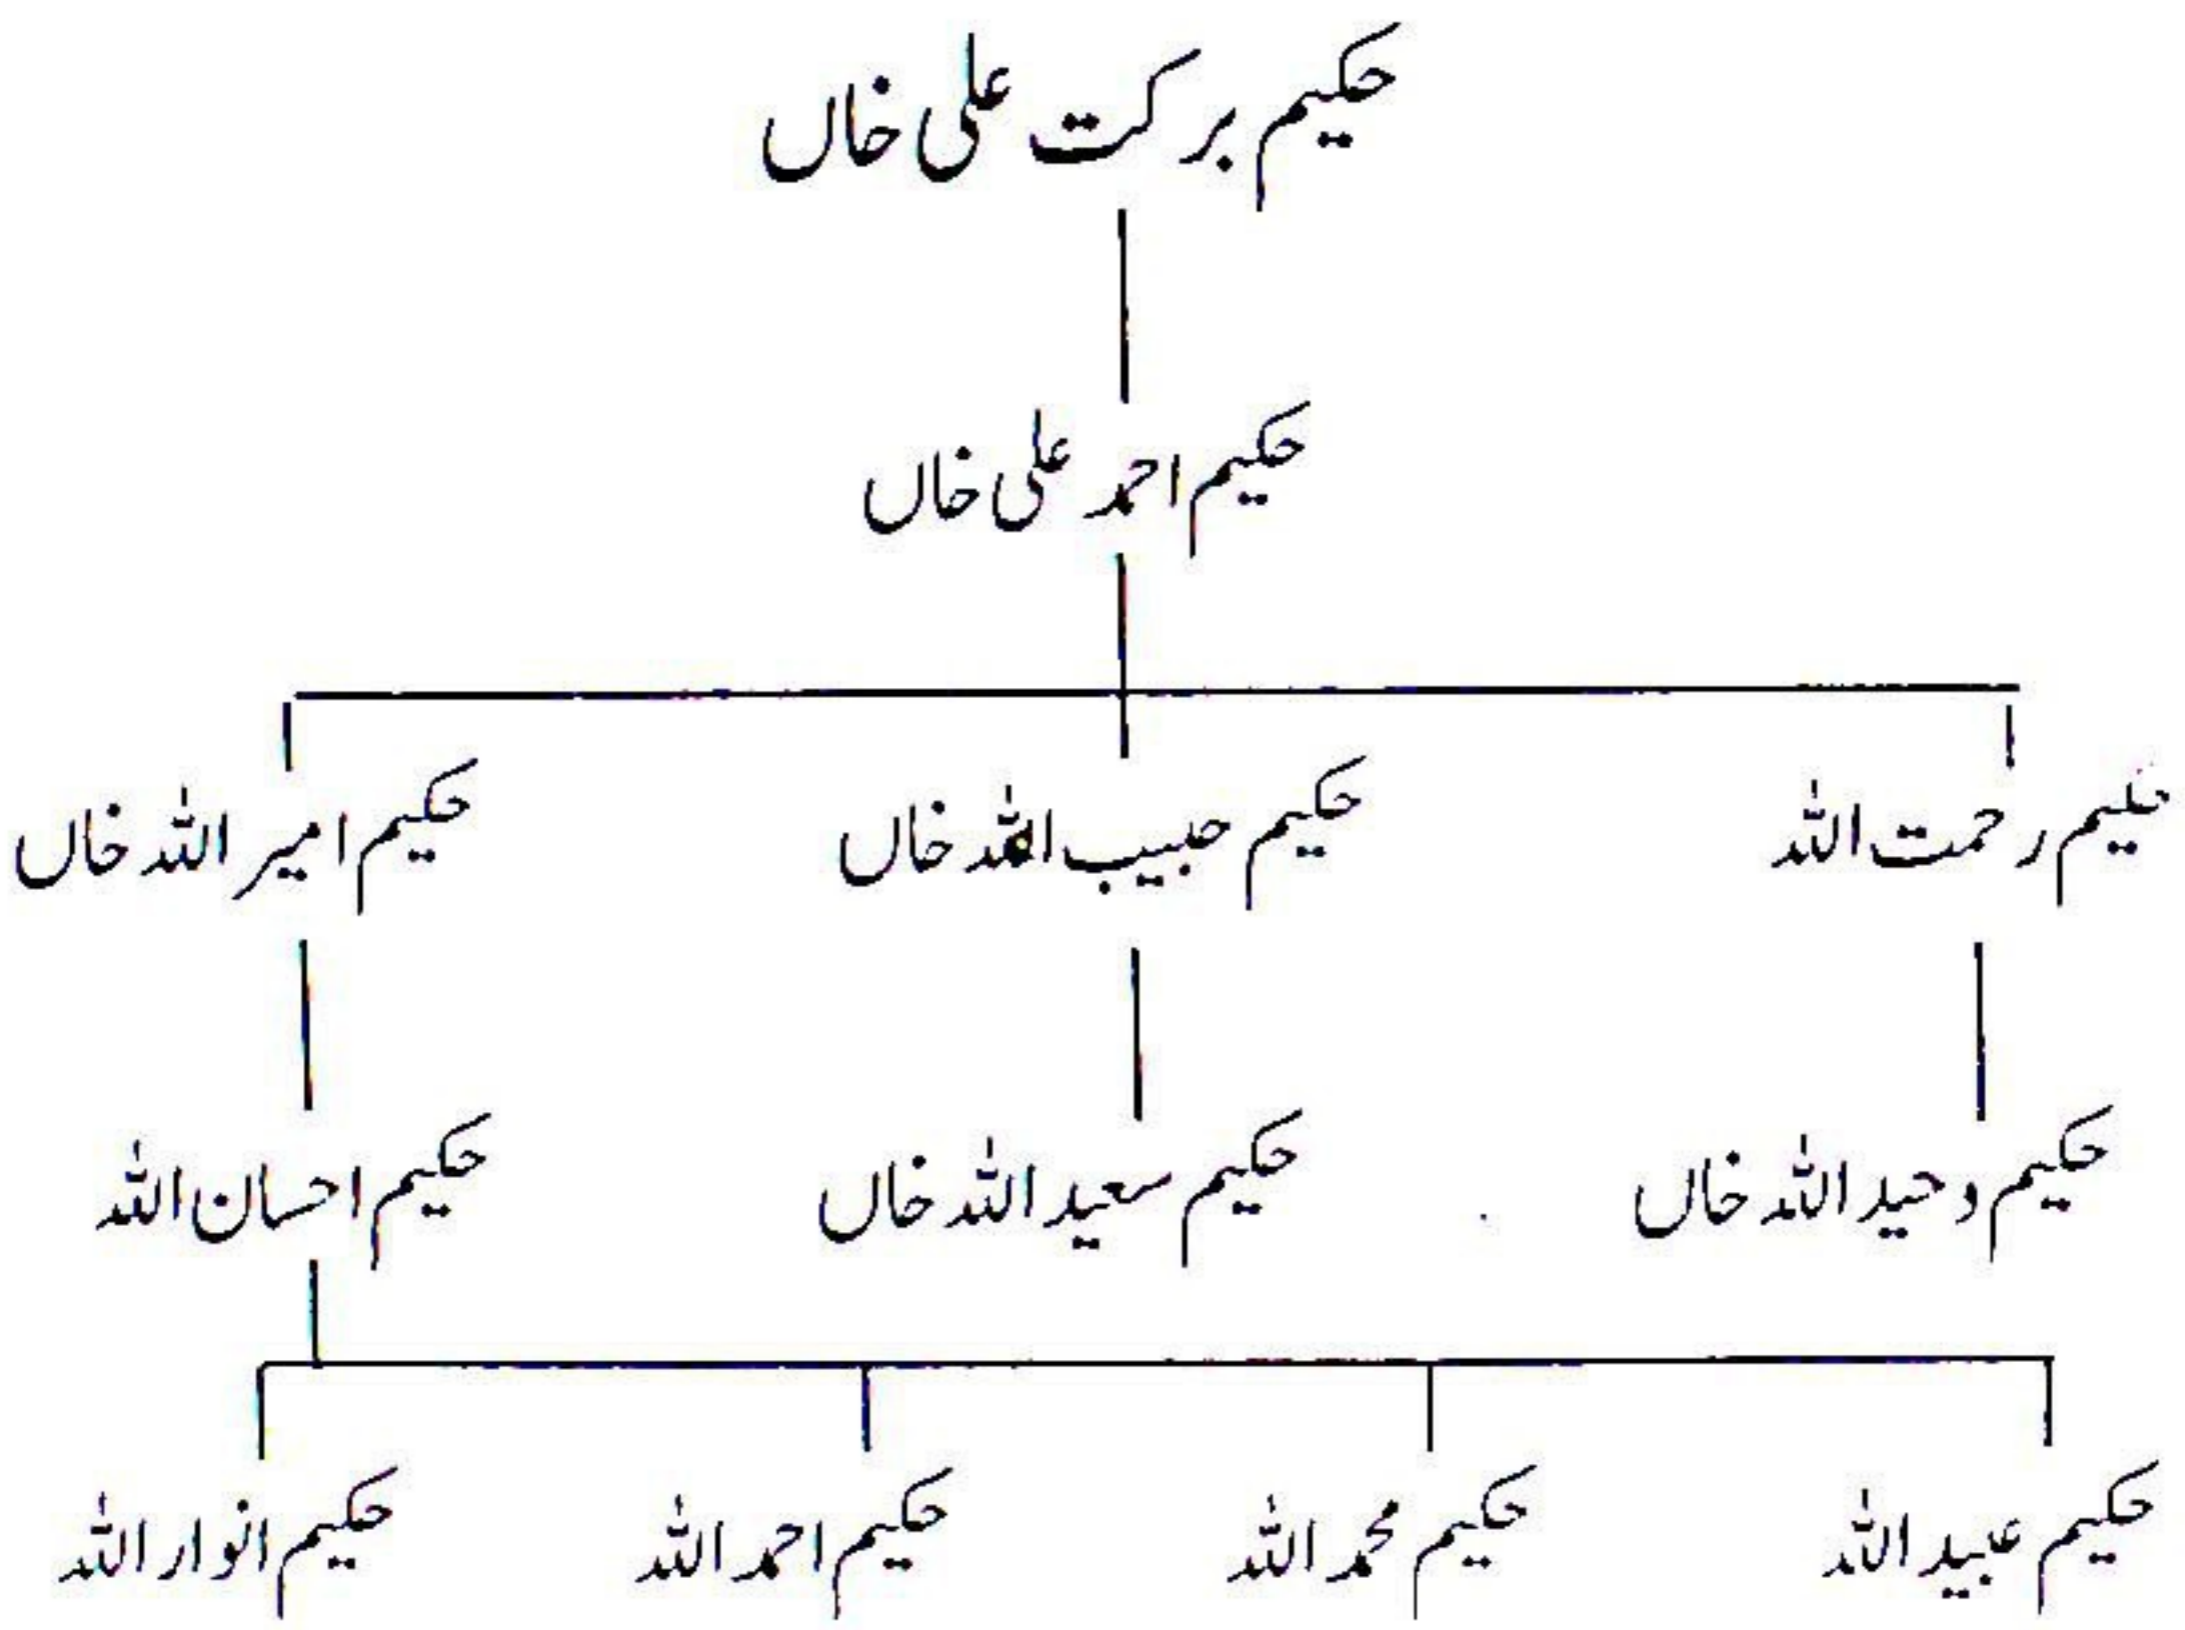 حکیم برکت علی خاں
حکیم احمد علی خاں
حکیم رحمت اللہ
حکیم حبیب اللہ خاں
حکیم امیر اللہ خاں
حکیم وحید اللہ خاں
حکیم سعید اللہ خاں
حکیم احسان اللہ
حکیم عبید اللہ
حکیم محمد اللہ
حکیم احمد اللہ
حکیم انوار اللہ